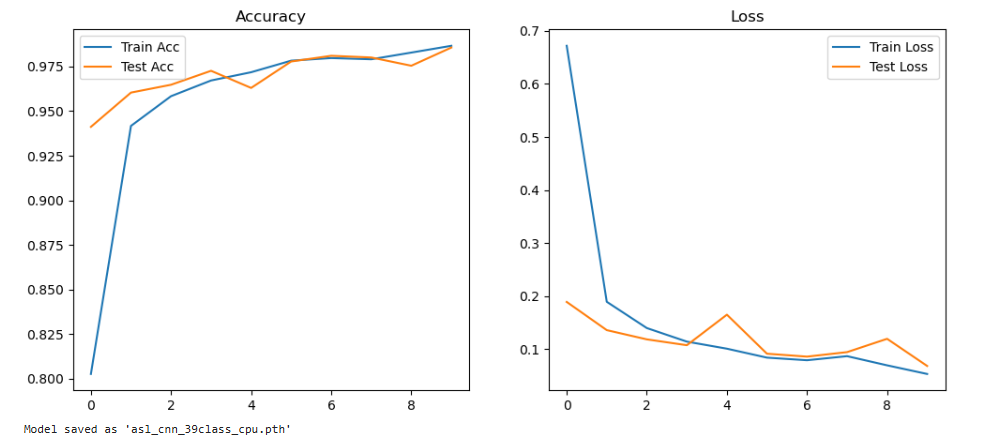 Accuracy
Train Acc
Test Acc
0.975
0.950
0.925
0.900
0.875
0.850
0.825
0.800
0 2 4 6 8
Loss
Train Loss
Test Loss
0.7
0.6
0.5
0.4
0.3
0.2
0.1
0 2 4 6 8
Model saved as 'asl_cnn_39class_cpu.pth'